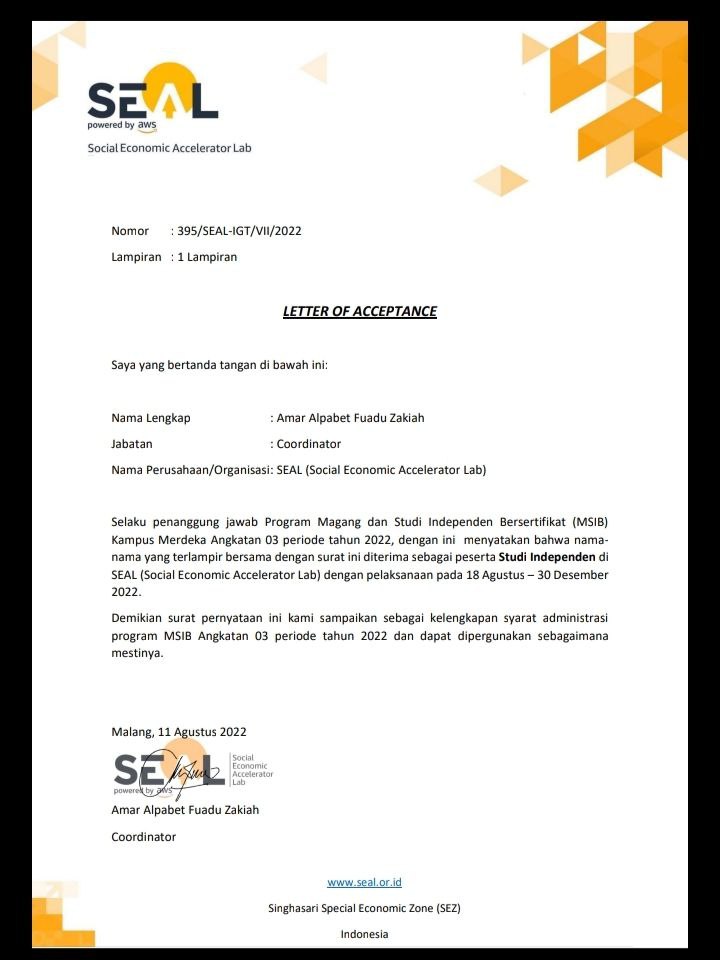 SEAL
powered by aws
Social Economic Accelerator Lab
Nomor : 395/SEAL-IGT/VII/2022
Lampiran : 1 Lampiran
LETTER OF ACCEPTANCE
Saya yang bertanda tangan di bawah ini:
Nama Lengkap : Amar Alpabet Fuadu Zakiah
Jabatan : Coordinator
Nama Perusahaan/Organisasi: SEAL (Social Economic Accelerator Lab)
Selaku penanggung jawab Program Magang dan Studi Independen Bersertifikat (MSIB)
Kampus Merdeka Angkatan 03 periode tahun 2022, dengan ini menyatakan bahwa nama-
nama yang terlampir bersama dengan surat ini diterima sebagai peserta Studi Independen di
SEAL (Social Economic Accelerator Lab) dengan pelaksanaan pada 18 Agustus – 30 Desember
2022.
Demikian surat pernyataan ini kami sampaikan sebagai kelengkapan syarat administrasi
program MSIB Angkatan 03 periode tahun 2022 dan dapat dipergunakan sebagaimana
mestinya.
Malang, 11 Agustus 2022
SEAL
powered by aws
Social
Economic
Accelerator
Lab
Amar Alpabet Fuadu Zakiah
Coordinator
www.seal.or.id
Singhasari Special Economic Zone (SEZ)
Indonesia